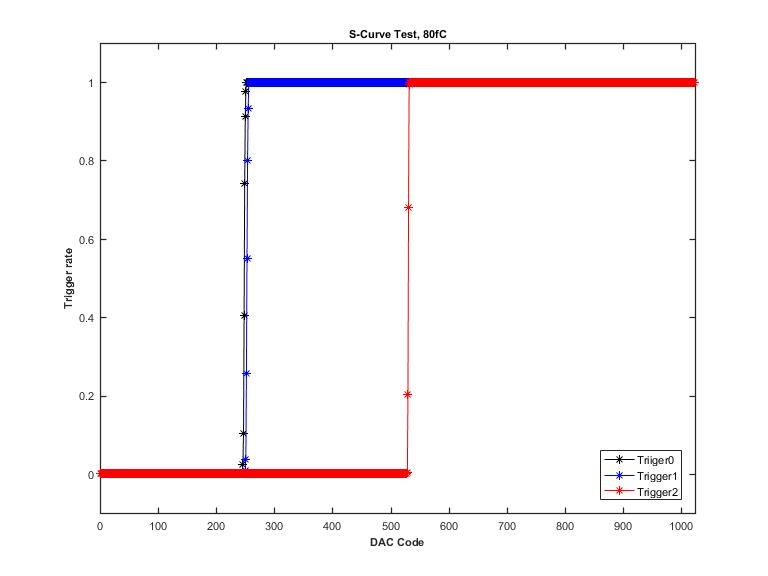 S-Curve Test, 80fC
1
0.8
0.6
0.4
0.2
0
Trigger rate
0 100 200 300 400 500 600 700 800 900 1000
DAC Code
Triiger0
Trigger1
Trigger2